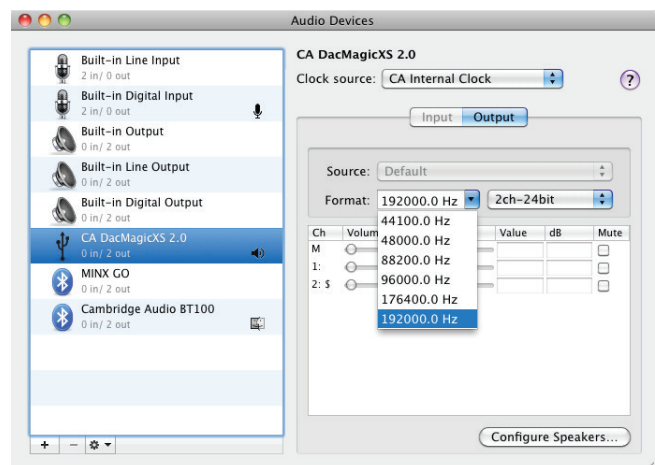 Audio Devices
Built-in Line Input
2 in/ 0 out
Built-in Digital Input
2 in/ 0 out
Built-in Output
0 in/ 2 out
Built-in Line Output
0 in/ 2 out
Built-in Digital Output
0 in/ 2 out
CA DacMagicXS 2.0
0 in/ 2 out
MINX GO
0 in/ 2 out
Cambridge Audio BT100
0 in/ 2 out
+ −
CA DacMagicXS 2.0
Clock source: CA Internal Clock ?
Input Output
Source: Default
Format: 192000.0 Hz 2ch-24bit
44100.0 Hz
48000.0 Hz
88200.0 Hz
96000.0 Hz
176400.0 Hz
192000.0 Hz
Ch Volum Value dB Mute
M
1:
2: $
Configure Speakers...